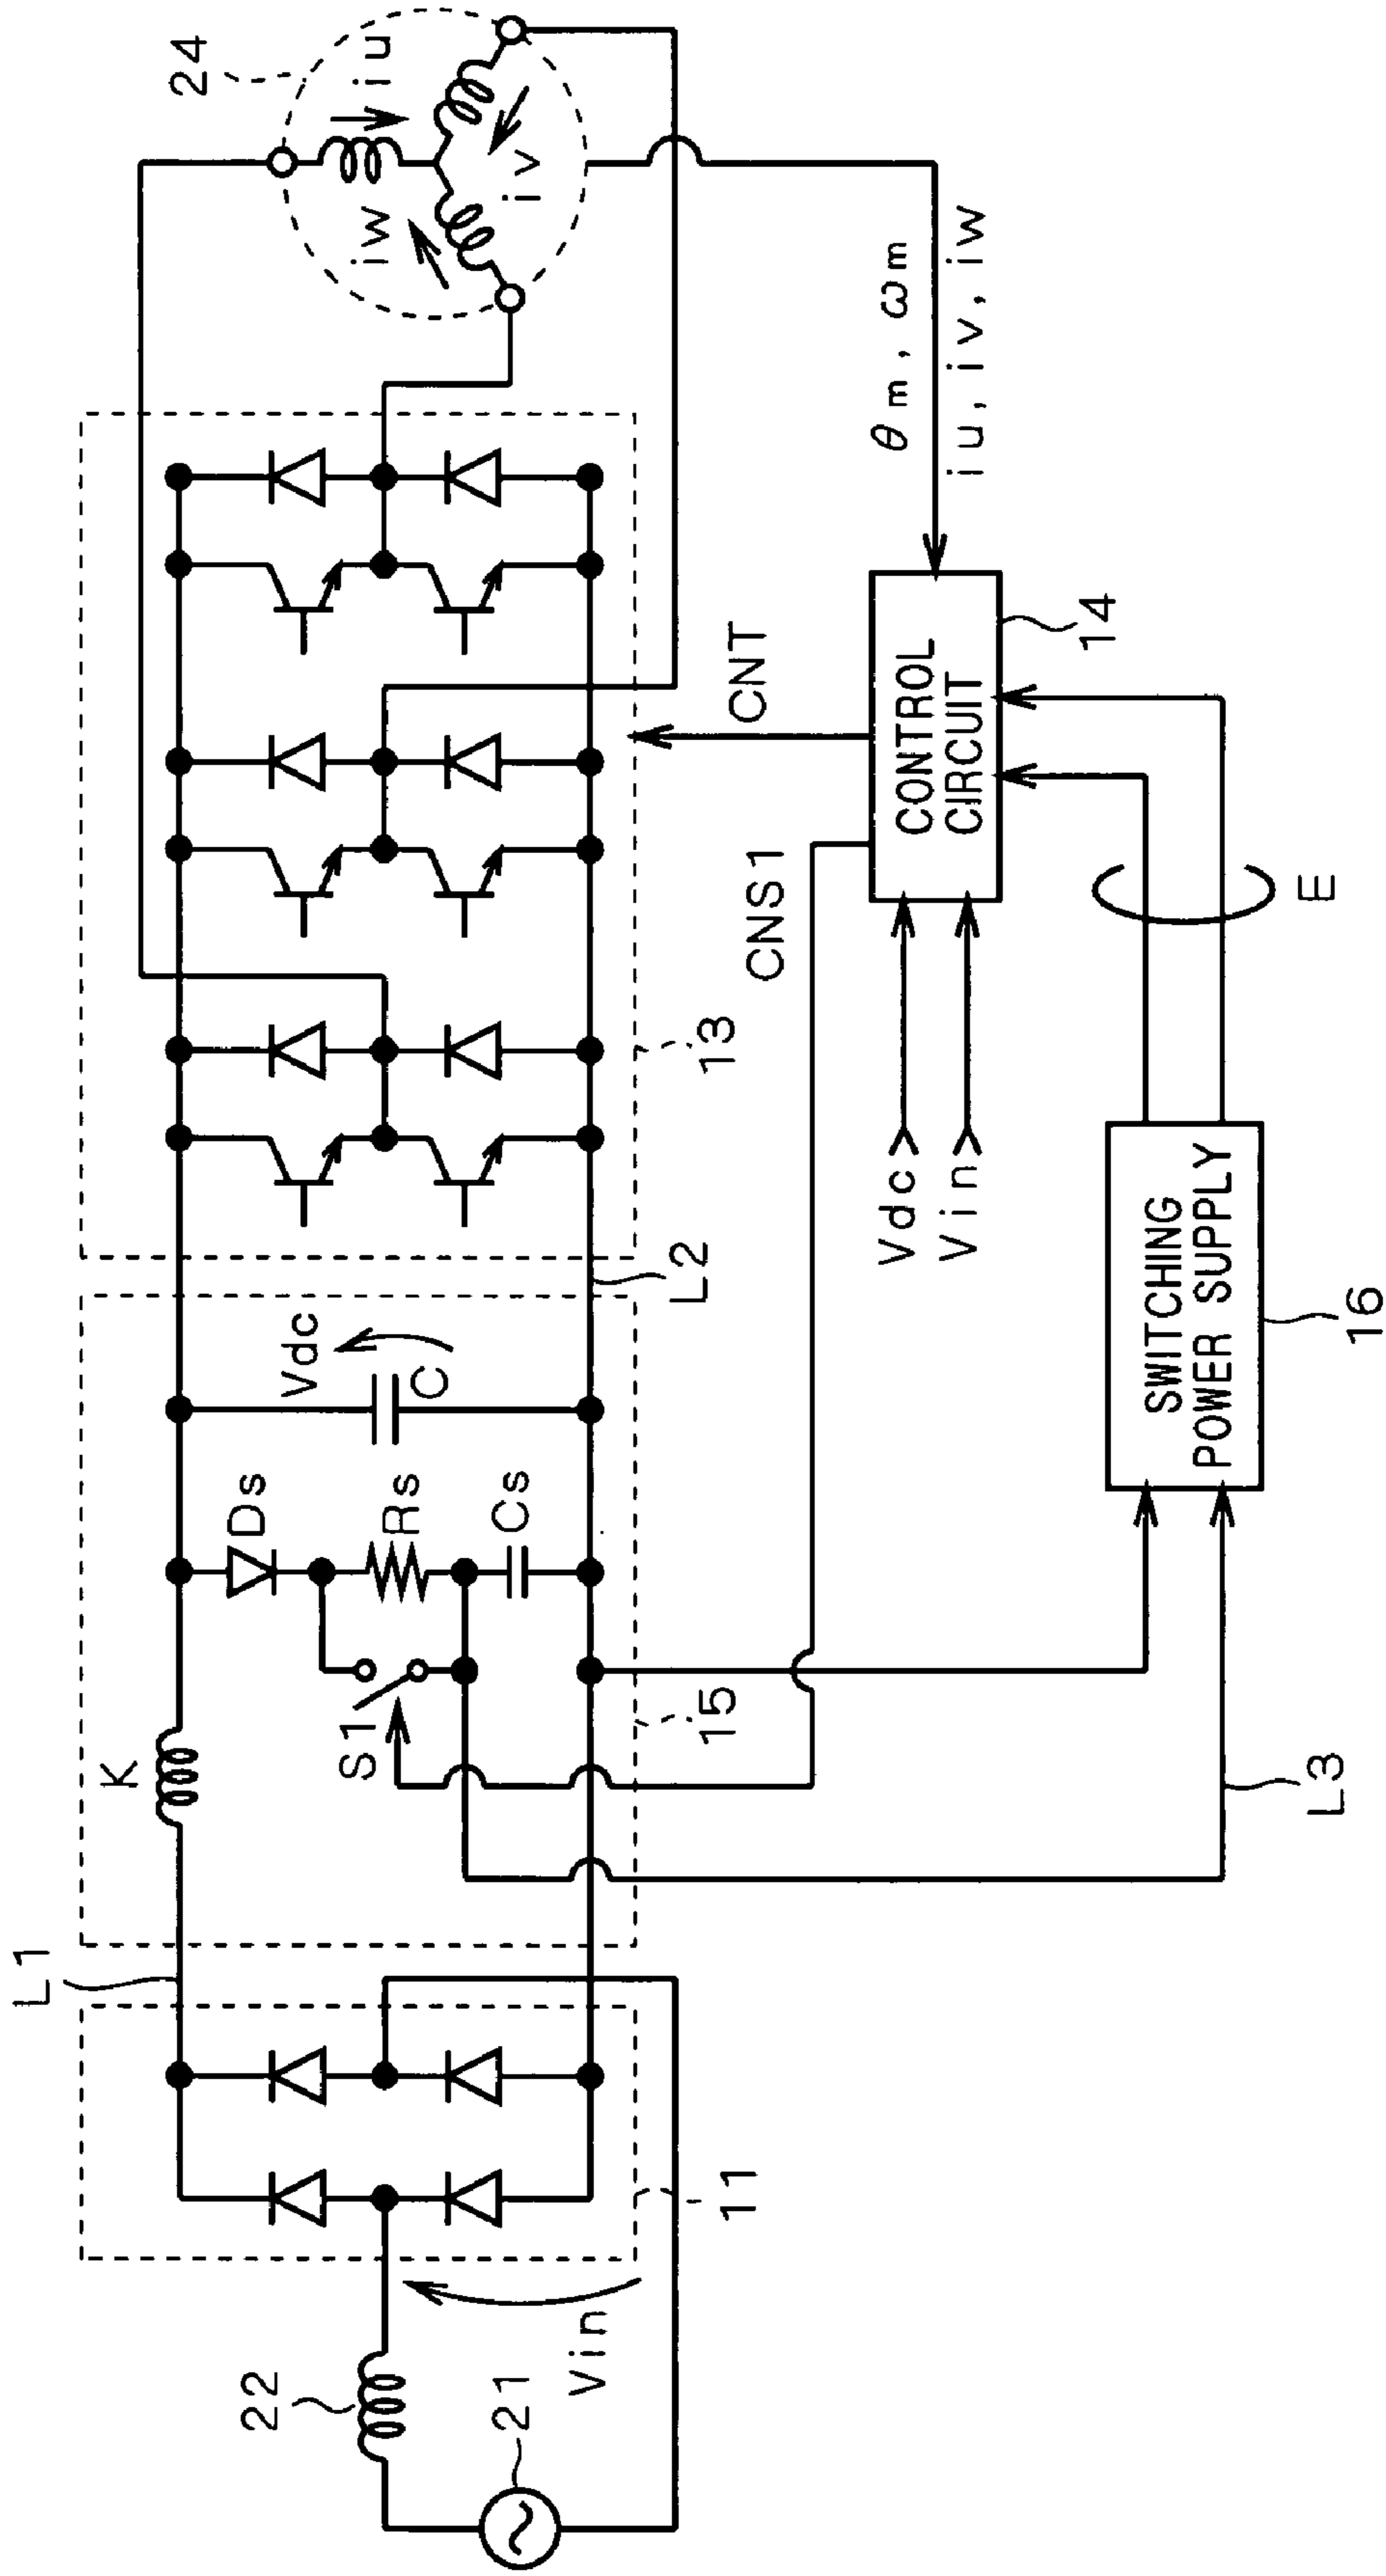 24
iu
iv
iw
L1
K
Ds
Rs
Cs
S1
Vdc
C
L2
15
13
11
22
21
Vin
CNT
CNS1
θm, ωm
iu, iv, iw
Vdc
Vin
CONTROL
CIRCUIT
14
E
SWITCHING
POWER SUPPLY
16
L3